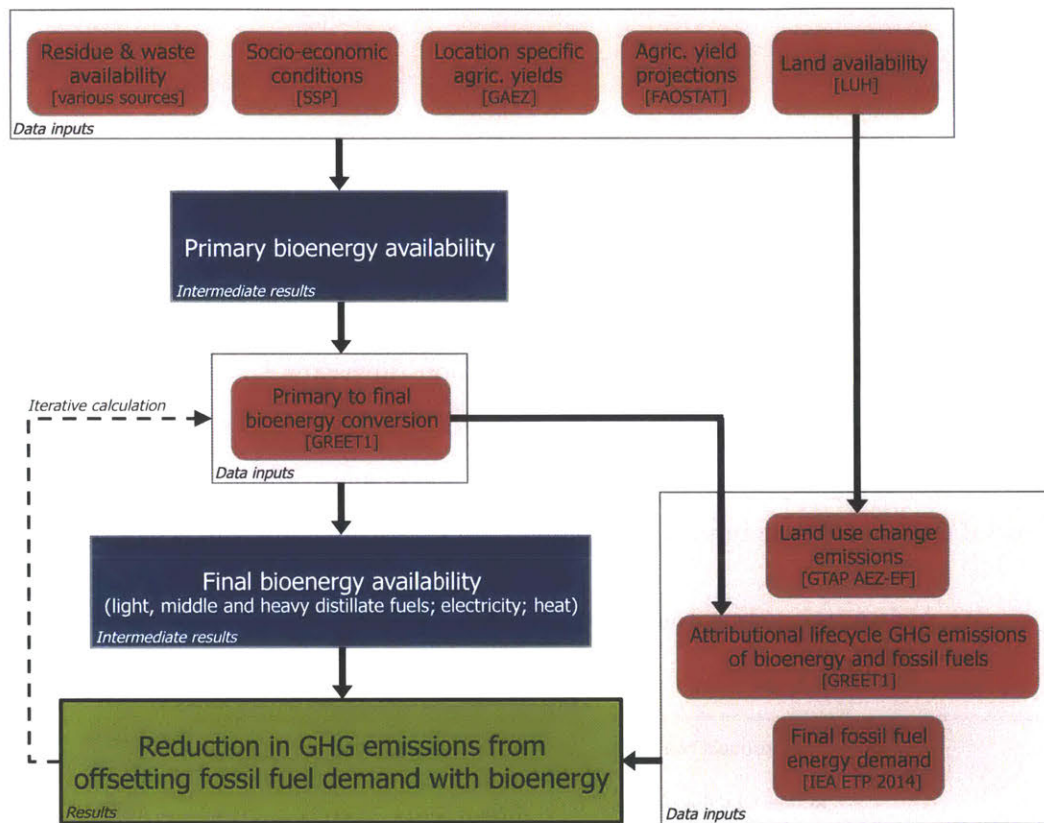 Residue & waste
availability
[various sources]
Socio-economic
conditions
[SSP]
Location specific
agric. yields
[GAEZ]
Agric. yield
projections
[FAOSTAT]
Land availability
[LUH]
Data inputs
Primary bioenergy availability
Intermediate results
Iterative calculation
Primary to final
bioenergy conversion
[GREET1]
Data inputs
Final bioenergy availability
(light, middle and heavy distillate fuels; electricity; heat)
Intermediate results
Land use change
emissions
[GTAP AEZ-EF]
Attributional lifecycle GHG emissions
of bioenergy and fossil fuels
[GREET1]
Final fossil fuel
energy demand
[IEA ETP 2014]
Data inputs
Reduction in GHG emissions from
offsetting fossil fuel demand with bioenergy
Results